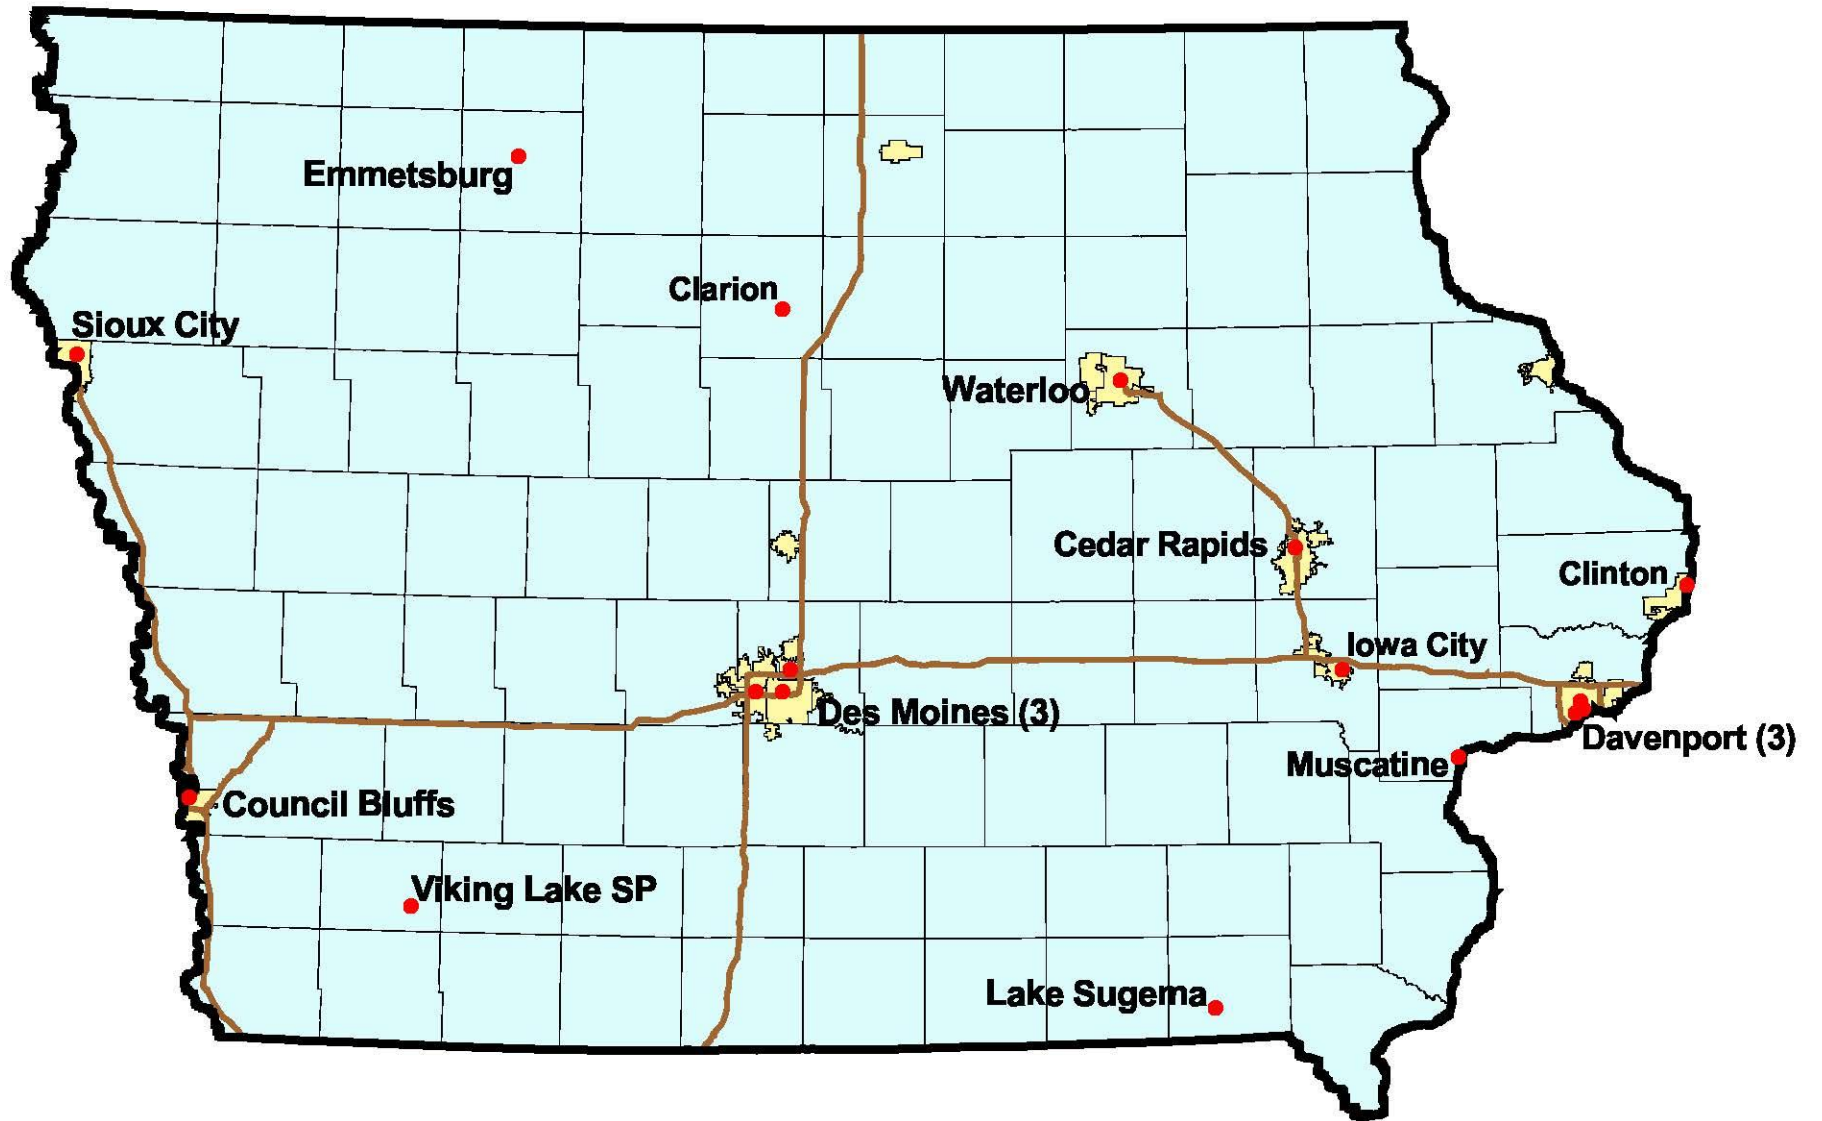 Emmetsburg
Clarion
Sioux City
Waterloo
Cedar Rapids
Clinton
Iowa City
Des Moines (3)
Davenport (3)
Muscatine
Council Bluffs
Viking Lake SP
Lake Sugema